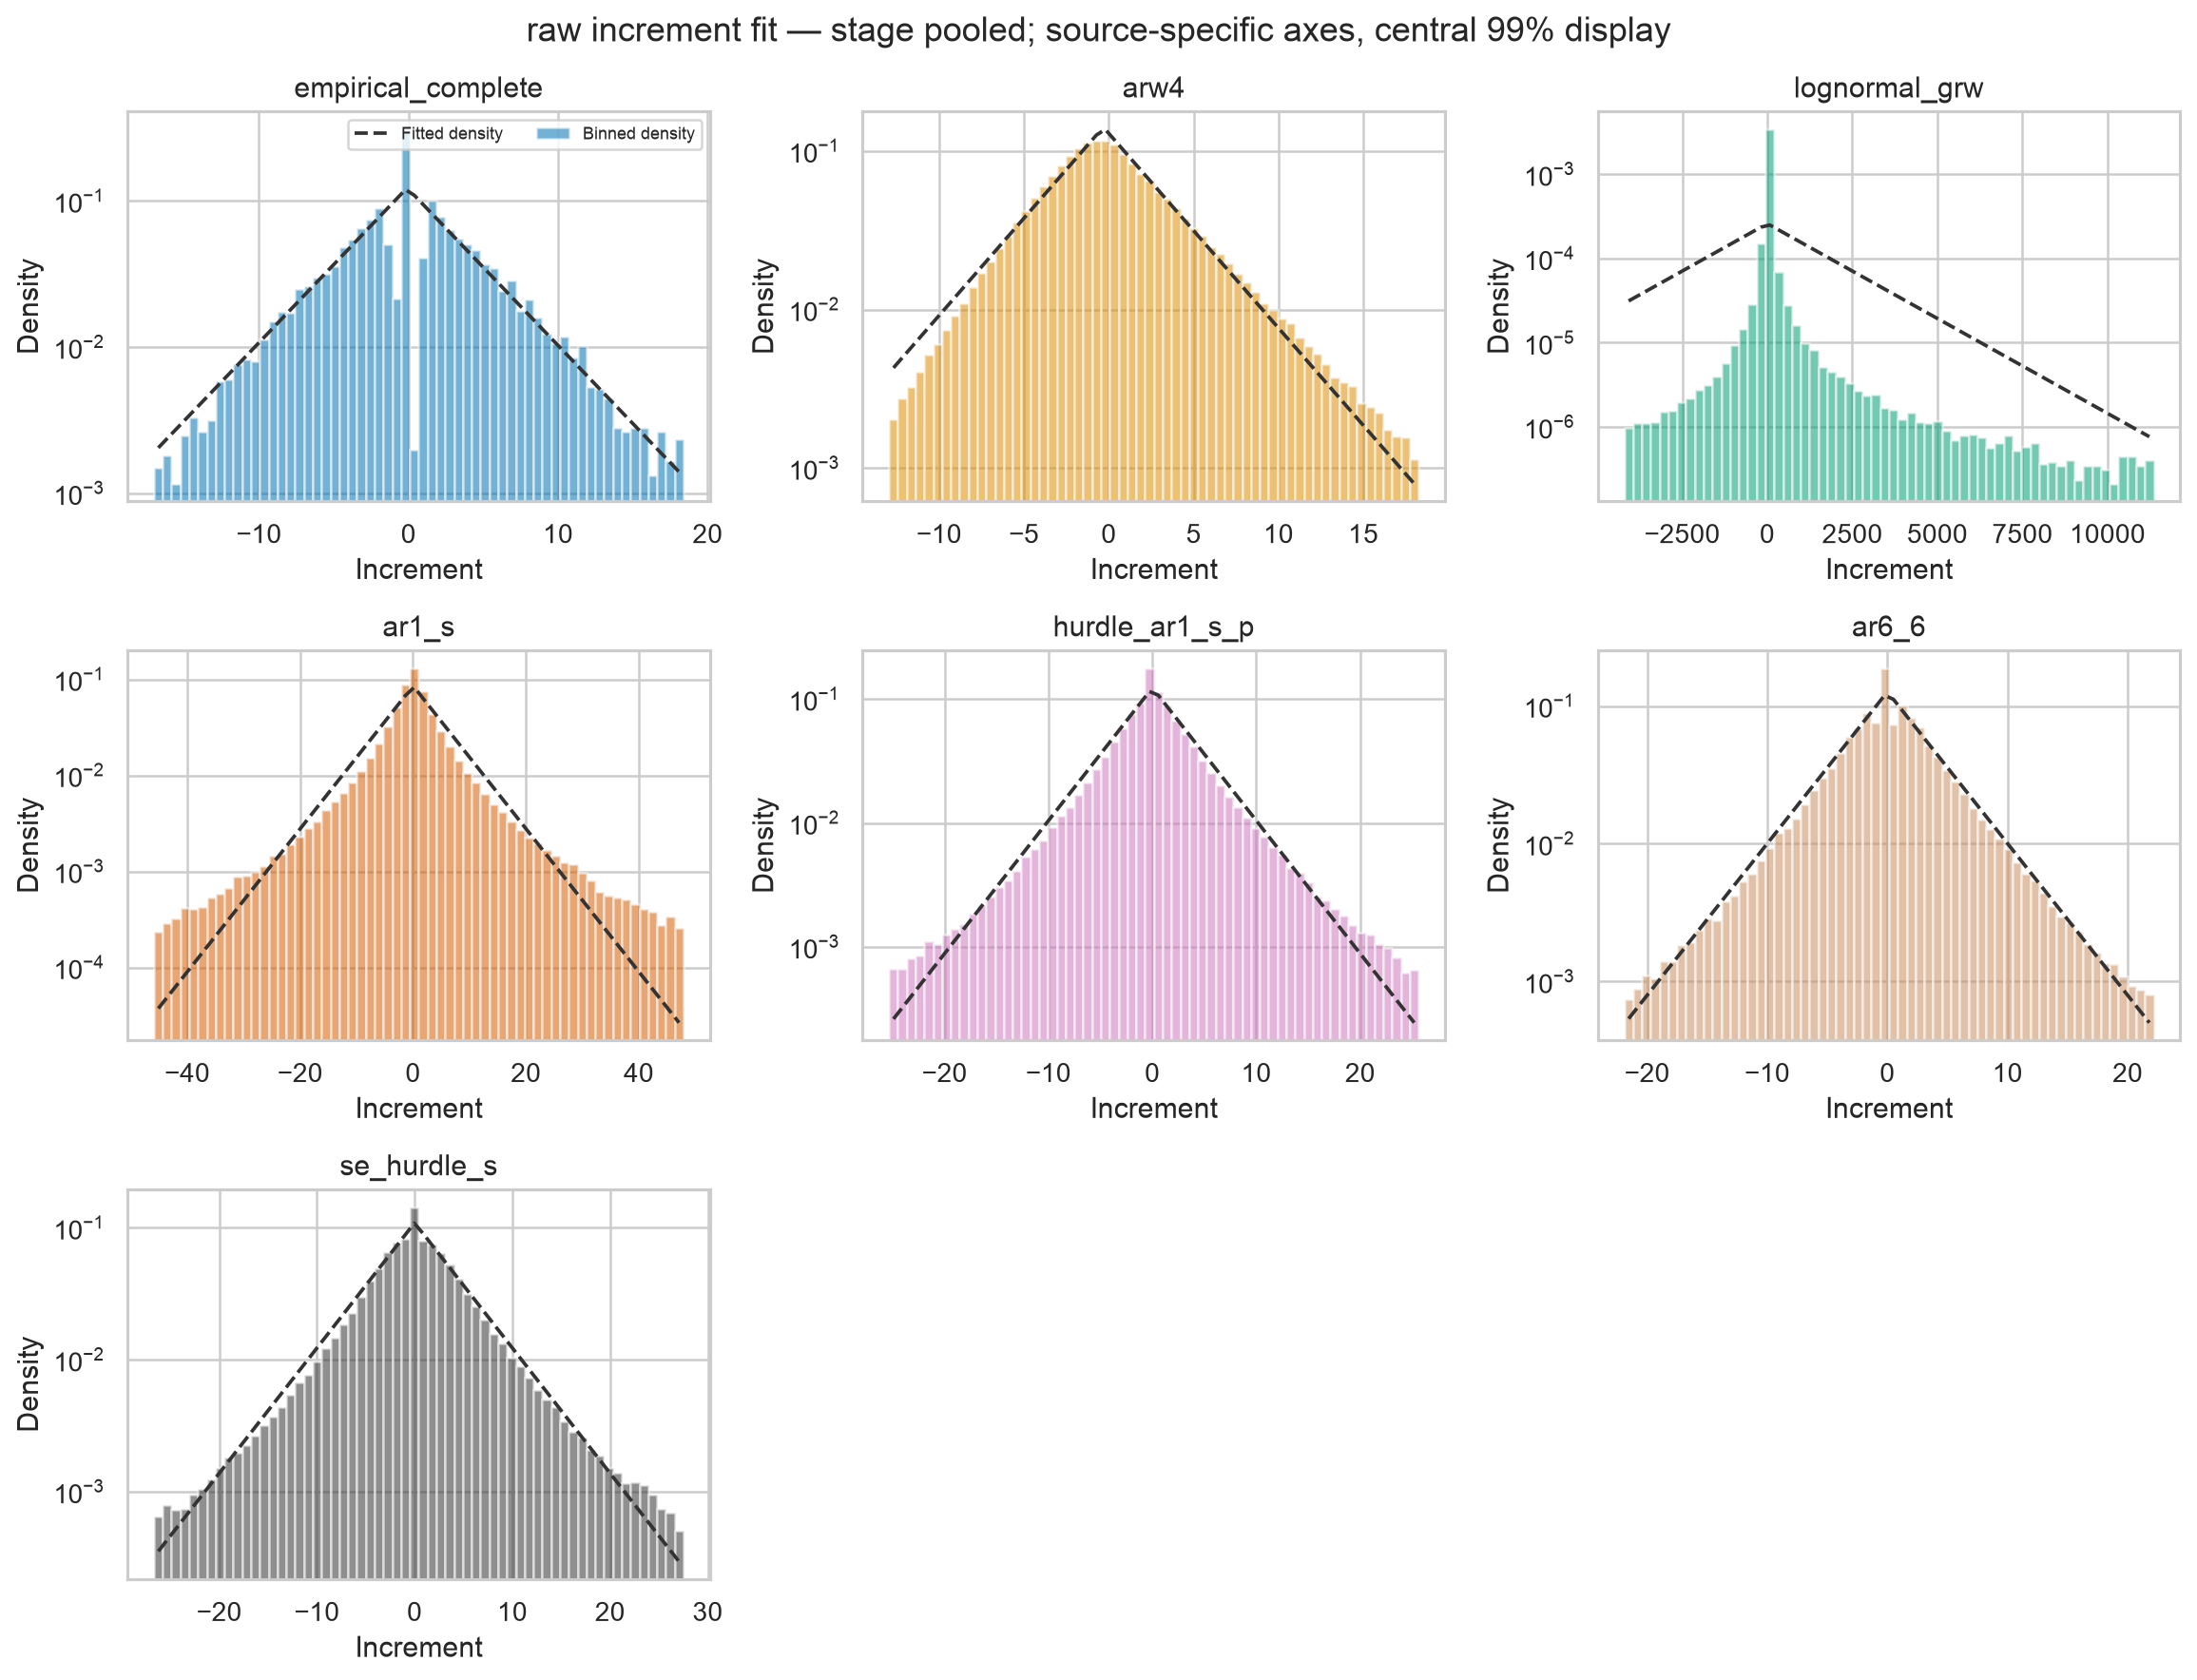 raw increment fit — stage pooled; source-specific axes, central 99% display
empirical_complete
Fitted density
Binned density
10⁻¹
10⁻²
10⁻³
Density
−10
0
10
20
Increment
arw4
10⁻¹
10⁻²
10⁻³
Density
−10
−5
0
5
10
15
Increment
lognormal_grw
10⁻³
10⁻⁴
10⁻⁵
10⁻⁶
Density
−2500
0
2500
5000
7500
10000
Increment
ar1_s
10⁻¹
10⁻²
10⁻³
10⁻⁴
Density
−40
−20
0
20
40
Increment
hurdle_ar1_s_p
10⁻¹
10⁻²
10⁻³
Density
−20
−10
0
10
20
Increment
ar6_6
10⁻¹
10⁻²
10⁻³
Density
−20
−10
0
10
20
Increment
se_hurdle_s
10⁻¹
10⁻²
10⁻³
Density
−20
−10
0
10
20
30
Increment